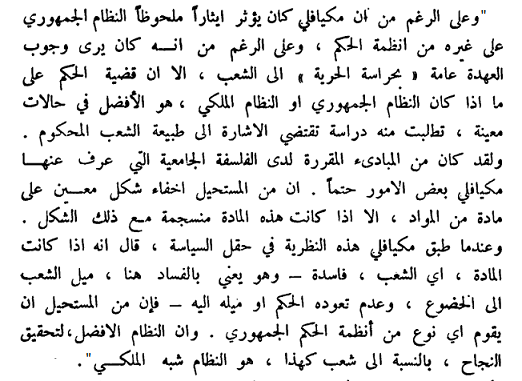 "وعلى الرغم من ان مكيافلي كان يؤثر ايثاراً ملحوظاً النظام الجمهوري
على غيره من انظمة الحكم ، وعلى الرغم من انـــه كان يرى وجوب
العهدة عامة « بحراسة الحرية » الى الشعب ، الا ان قضية الحكم على
ما اذا كان النظام الجمهوري او النظام الملكي ، هو الأفضل في حالات
معينة ، تطلبت منه دراسة تقتضي الاشارة الى طبيعة الشعب المحكوم .
ولقد كان من المبادىء المقررة لدى الفلسفة الجامعية التي عرف عنهـــا
مكيافلي بعض الامور حتماً . ان من المستحيل اخفاء شكل معـــين على
مادة من المواد ، الا اذا كانت هذه المادة منسجمة مـع ذلك الشكل .
وعندما طبق مكيافلي هذه النظرية في حقل السياسة ، قال انه اذا كانت
المادة ، اي الشعب ، فاسدة – وهو يعني بالفساد هنا ، ميل الشعب
الى الخضوع ، وعدم تعوده الحكم او ميله اليه – فإن من المستحيل ان
يقوم اي نوع من أنظمة الحكم الجمهوري . وان النظام الافضل،لتحقيق
النجاح ، بالنسبة الى شعب كهذا ، هو النظام شبه الملكـــي".